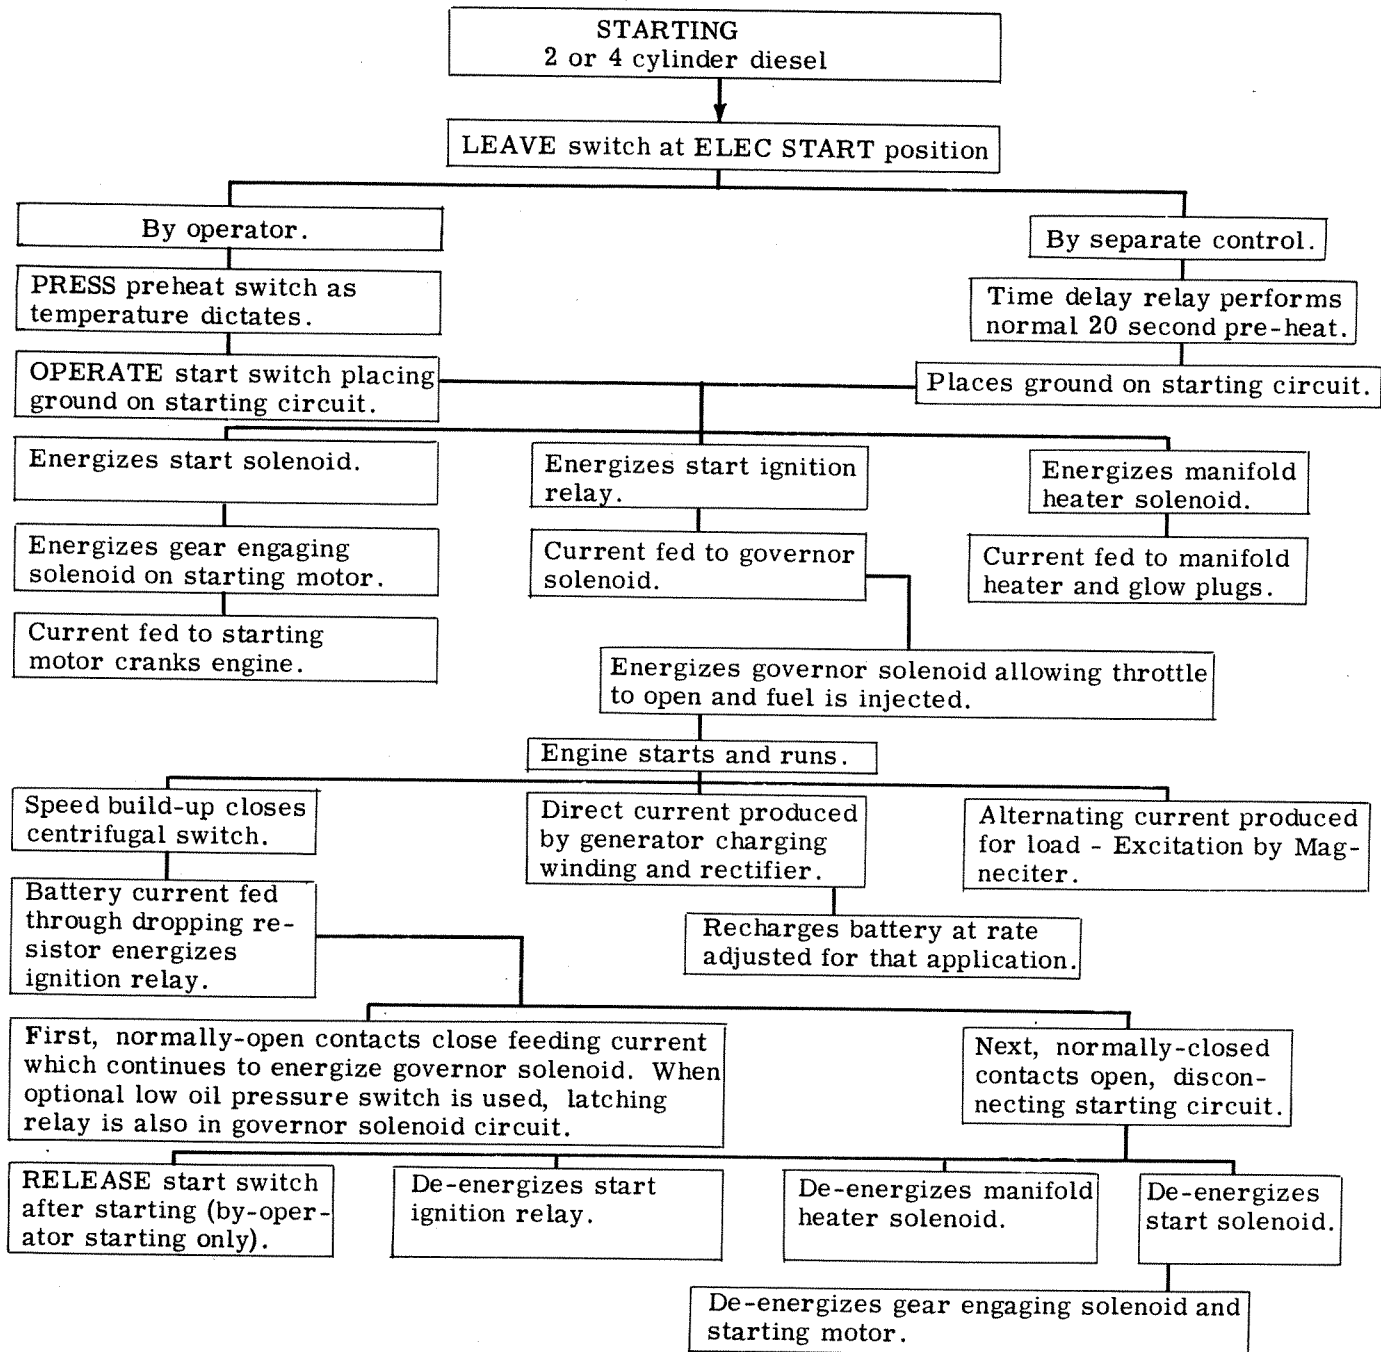 STARTING
2 or 4 cylinder diesel
LEAVE switch at ELEC START position
By operator.
By separate control.
PRESS preheat switch as
temperature dictates.
Time delay relay performs
normal 20 second pre-heat.
OPERATE start switch placing
ground on starting circuit.
Places ground on starting circuit.
Energizes start solenoid.
Energizes start ignition
relay.
Energizes manifold
heater solenoid.
Energizes gear engaging
solenoid on starting motor.
Current fed to governor
solenoid.
Current fed to manifold
heater and glow plugs.
Current fed to starting
motor cranks engine.
Energizes governor solenoid allowing throttle
to open and fuel is injected.
Engine starts and runs.
Speed build-up closes
centrifugal switch.
Direct current produced
by generator charging
winding and rectifier.
Alternating current produced
for load - Excitation by Mag-
neciter.
Battery current fed
through dropping re-
sistor energizes
ignition relay.
Recharges battery at rate
adjusted for that application.
First, normally-open contacts close feeding current
which continues to energize governor solenoid. When
optional low oil pressure switch is used, latching
relay is also in governor solenoid circuit.
Next, normally-closed
contacts open, discon-
necting starting circuit.
RELEASE start switch
after starting (by-oper-
ator starting only).
De-energizes start
ignition relay.
De-energizes manifold
heater solenoid.
De-energizes
start solenoid.
De-energizes gear engaging solenoid and
starting motor.